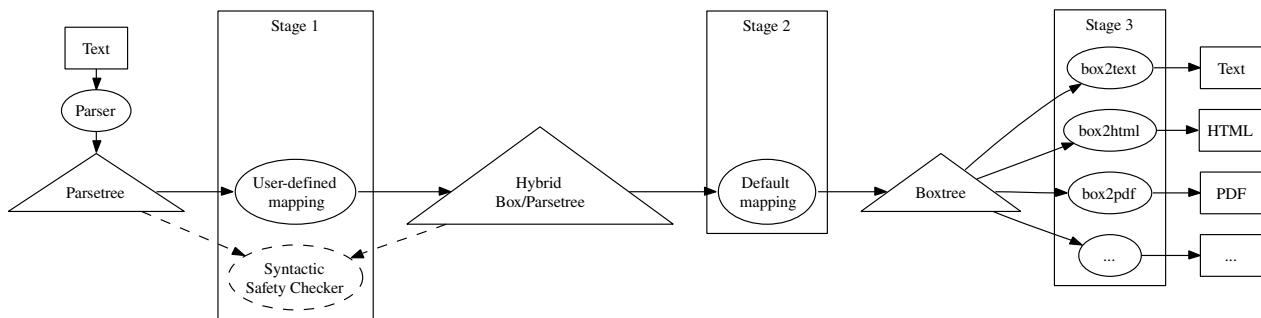 Text
Parser
Parsetree
Stage 1
User-defined
mapping
Syntactic
Safety Checker
Hybrid
Box/Parsetree
Stage 2
Default
mapping
Boxtree
Stage 3
box2text
Text
box2html
HTML
box2pdf
PDF
...
...